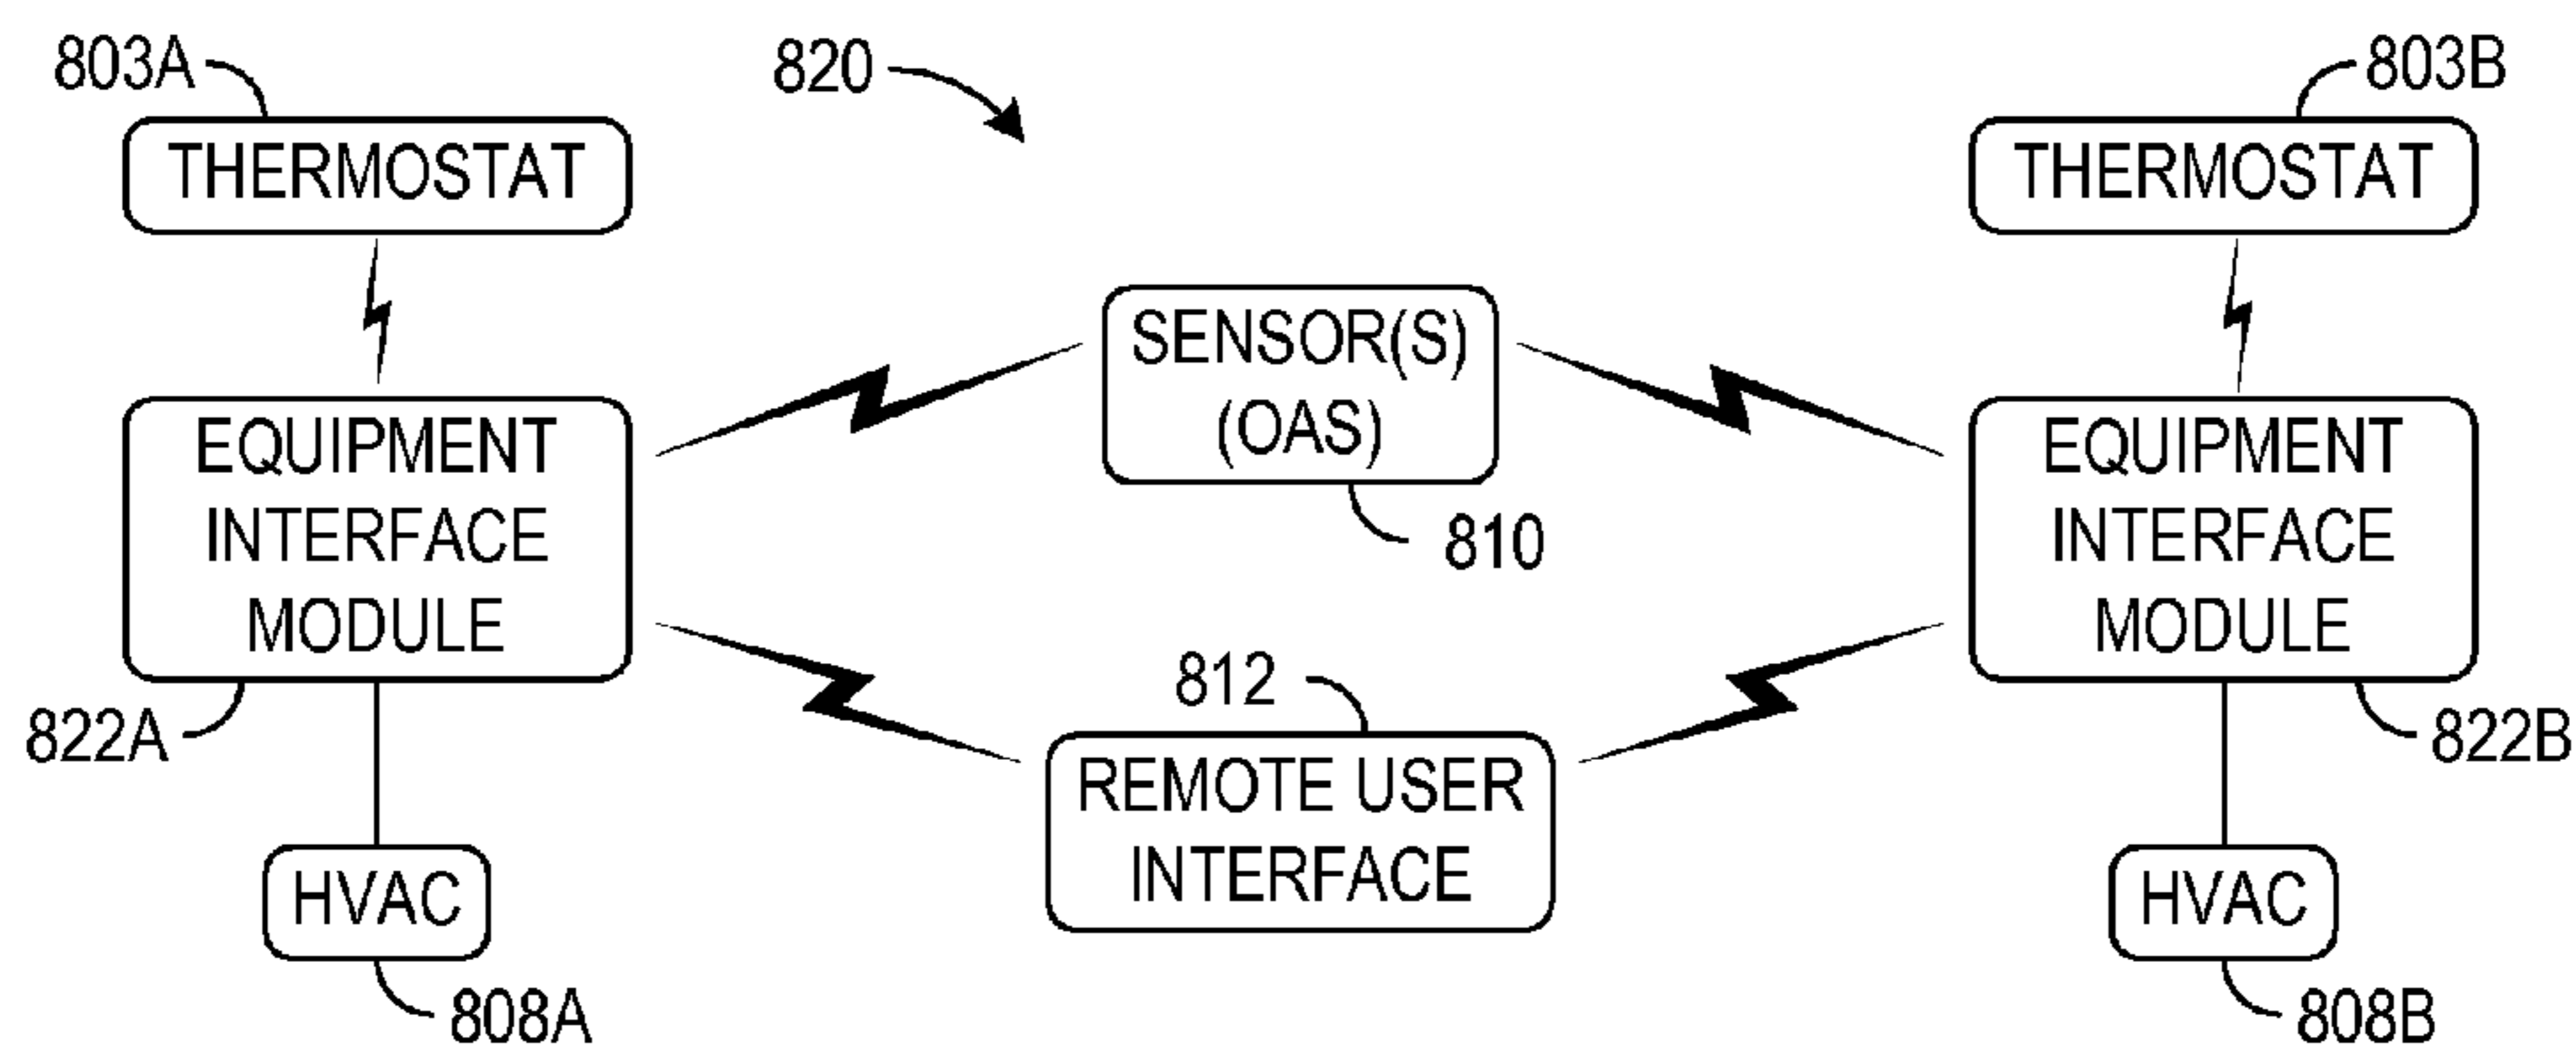 803A
820
803B
THERMOSTAT
THERMOSTAT
SENSOR(S)
(OAS)
810
EQUIPMENT
INTERFACE
MODULE
822A
EQUIPMENT
INTERFACE
MODULE
822B
812
REMOTE USER
INTERFACE
HVAC
808A
HVAC
808B